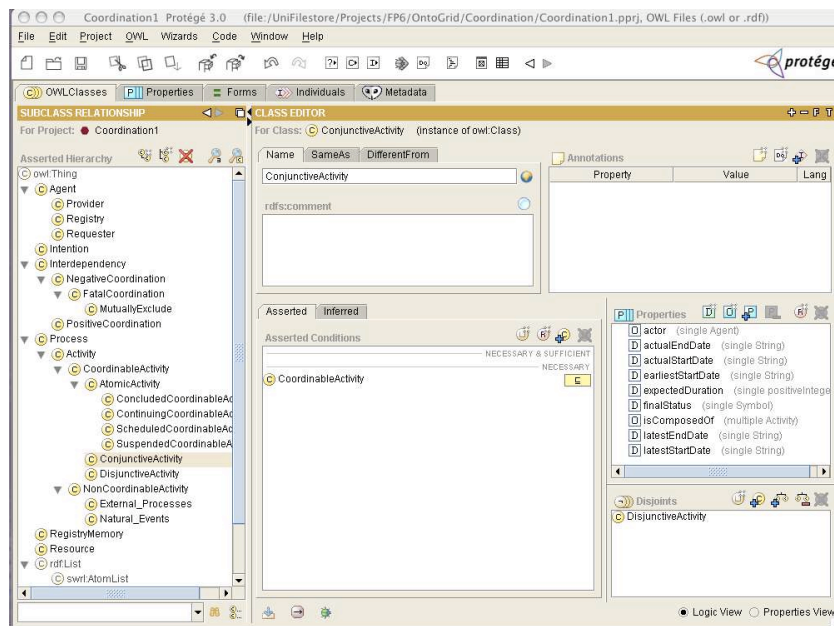 Coordination1 Protégé 3.0 (file:/UniFilestore/Projects/FP6/OntoGrid/Coordination/Coordination1.pprj, OWL Files (.owl or .rdf))
File Edit Project OWL Wizards Code Window Help
protégé
OWLClasses Properties Forms Individuals Metadata
SUBCLASS RELATIONSHIP
For Project: Coordination1
Asserted Hierarchy
owl:Thing
Agent
Provider
Registry
Requester
Intention
Interdependency
NegativeCoordination
FatalCoordination
MutuallyExclude
PositiveCoordination
Process
Activity
CoordinableActivity
AtomicActivity
ConcludedCoordinableAc
ContinuingCoordinableAc
ScheduledCoordinableAc
SuspendedCoordinableA
ConjunctiveActivity
DisjunctiveActivity
NonCoordinableActivity
External_Processes
Natural_Events
RegistryMemory
Resource
rdf:List
swrl:AtomList
CLASS EDITOR
For Class: ConjunctiveActivity (instance of owl:Class)
Name SameAs DifferentFrom
ConjunctiveActivity
rdfs:comment
Annotations
Property Value Lang
Asserted Inferred
Asserted Conditions
NECESSARY & SUFFICIENT
NECESSARY
CoordinableActivity
Properties
actor (single Agent)
actualEndDate (single String)
actualStartDate (single String)
earliestStartDate (single String)
expectedDuration (single positiveIntege
finalStatus (single Symbol)
isComposedOf (multiple Activity)
latestEndDate (single String)
latestStartDate (single String)
Disjoints
DisjunctiveActivity
Logic View Properties View